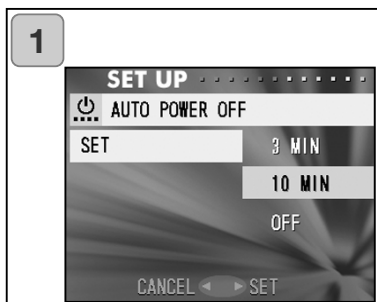 1
SET UP
AUTO POWER OFF
SET 3 MIN
10 MIN
OFF
CANCEL SET